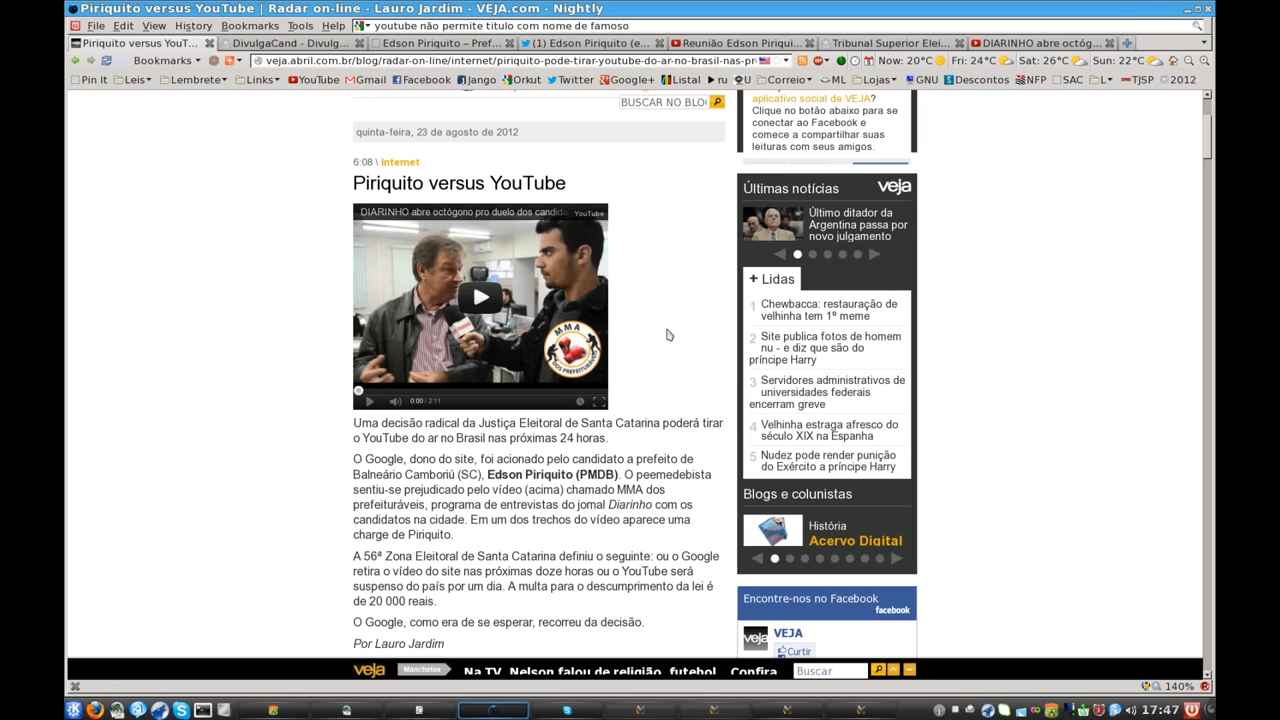 Piriquito versus YouTube | Radar on-line - Lauro Jardim - VEJA.com - Nightly
File Edit View History Bookmarks Tools Help
youtube não permite titulo com nome de famoso
Piriquito versus YouT...
DivulgaCand - Divulg...
Edson Piriquito – Pref...
(1) Edson Piriquito (e...
Reunião Edson Piriqui...
Tribunal Superior Elei...
DIARINHO abre octóg...
Bookmarks
veja.abril.com.br/blog/radar-on-line/internet/piriquito-pode-tirar-youtube-do-ar-no-brasil-nas-pr
Now: 20°C Fri: 24°C Sat: 26°C Sun: 22°C
Pin It Leis Lembrete Links YouTube Gmail Facebook Jango Orkut Twitter Google+ Listal ru U Correio ML Lojas GNU Descontos NFP SAC L TJSP 2012
BUSCAR NO BLO
quinta-feira, 23 de agosto de 2012
6:08 \ Internet
Piriquito versus YouTube
DIARINHO abre octógono pro duelo dos candid
YouTube
MMA
DOS PREFEITURÁVEIS
0:00 / 2:11
Uma decisão radical da Justiça Eleitoral de Santa Catarina poderá tirar
o YouTube do ar no Brasil nas próximas 24 horas.
O Google, dono do site, foi acionado pelo candidato a prefeito de
Balneário Camboriú (SC), Edson Piriquito (PMDB). O peemedebista
sentiu-se prejudicado pelo vídeo (acima) chamado MMA dos
prefeituráveis, programa de entrevistas do jornal Diarinho com os
candidatos na cidade. Em um dos trechos do vídeo aparece uma
charge de Piriquito.
A 56ª Zona Eleitoral de Santa Catarina definiu o seguinte: ou o Google
retira o vídeo do site nas próximas doze horas ou o YouTube será
suspenso do país por um dia. A multa para o descumprimento da lei é
de 20 000 reais.
O Google, como era de se esperar, recorreu da decisão.
Por Lauro Jardim
aplicativo social de VEJA?
Clique no botão abaixo para se
conectar ao Facebook e
comece a compartilhar suas
leituras com seus amigos.
Últimas notícias
veja
Último ditador da
Argentina passa por
novo julgamento
+ Lidas
1 Chewbacca: restauração de
velhinha tem 1º meme
2 Site publica fotos de homem
nu - e diz que são do
príncipe Harry
3 Servidores administrativos de
universidades federais
encerram greve
4 Velhinha estraga afresco do
século XIX na Espanha
5 Nudez pode render punição
do Exército a príncipe Harry
Blogs e colunistas
História
Acervo Digital
Encontre-nos no Facebook
facebook
veja
VEJA
Curtir
veja
Manchetes
Na TV, Nelson falou de religião, futebol Confira
Buscar
140%
17:47